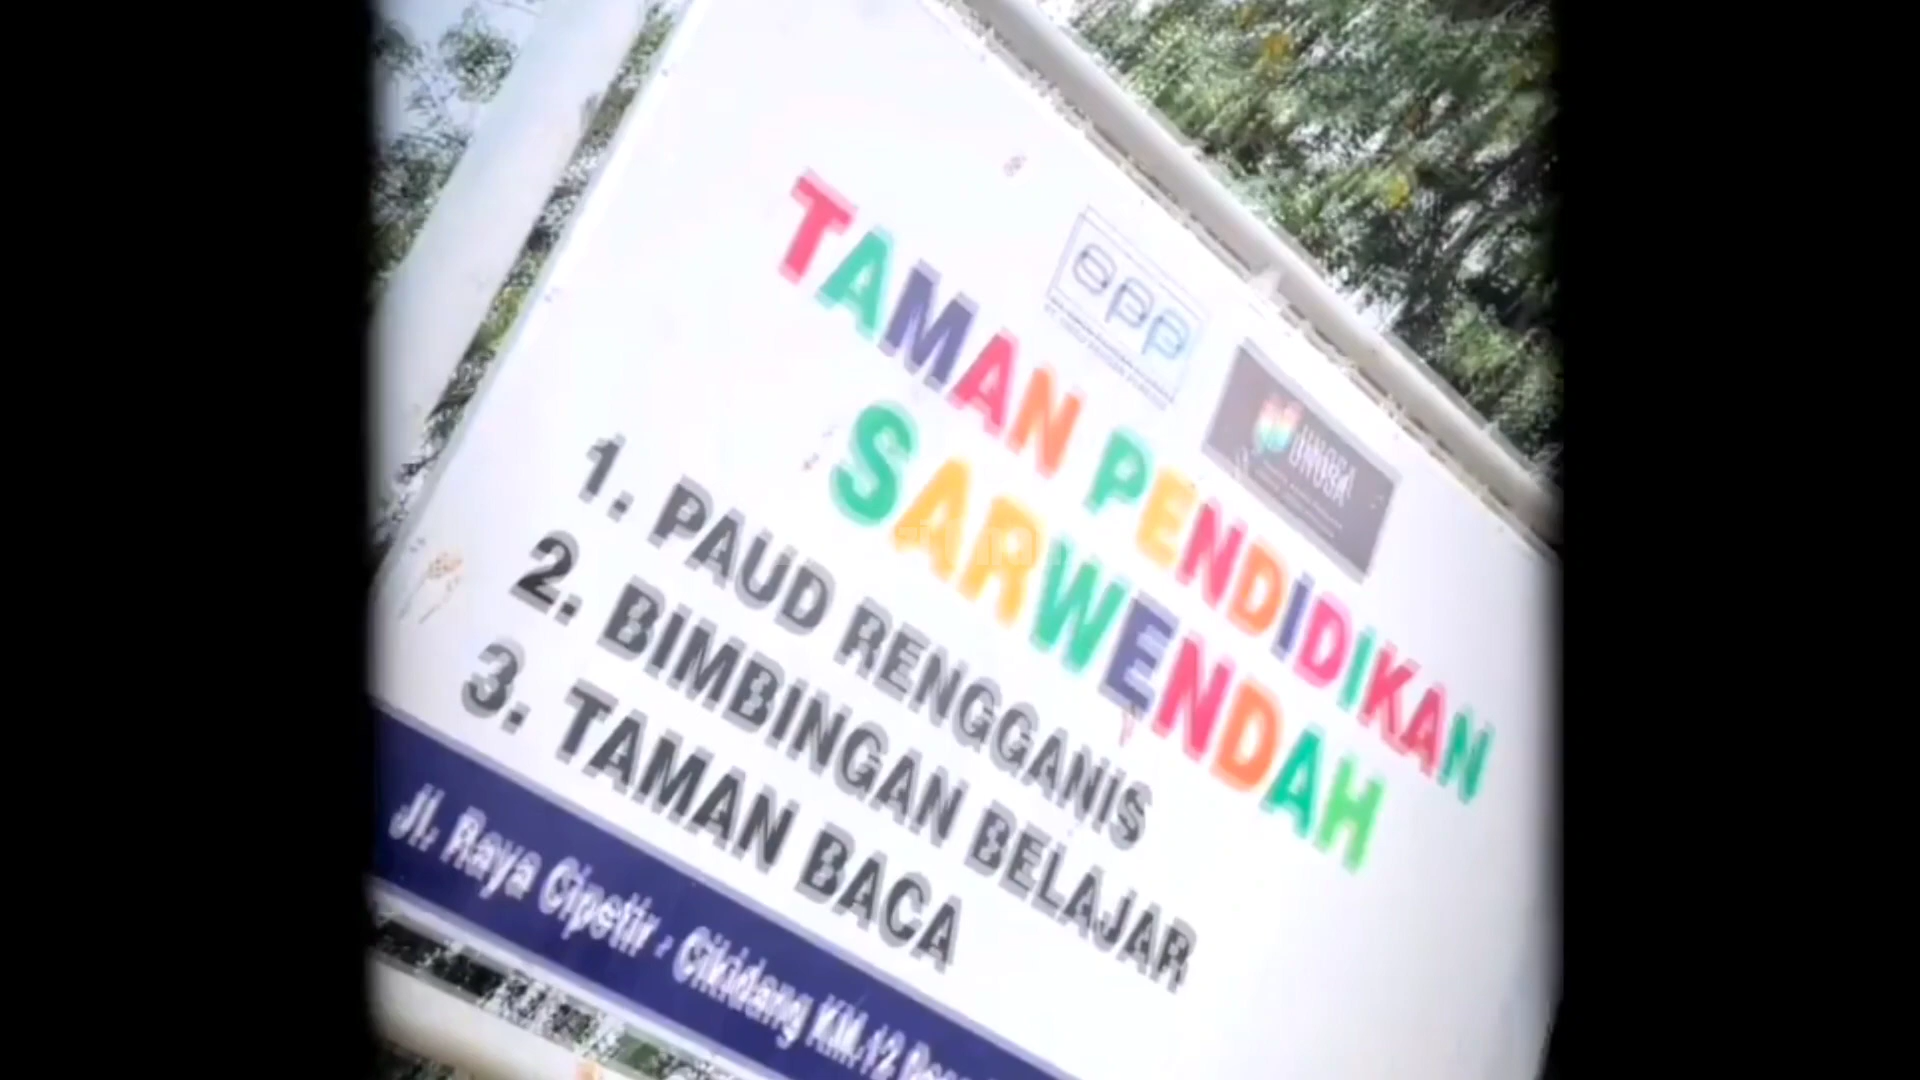 TAMAN PENDIDIKAN
SARWENDAH
1. PAUD RENGGANIS
2. BIMBINGAN BELAJAR
3. TAMAN BACA
Jl. Raya Cipetir - Cikidang KM.12